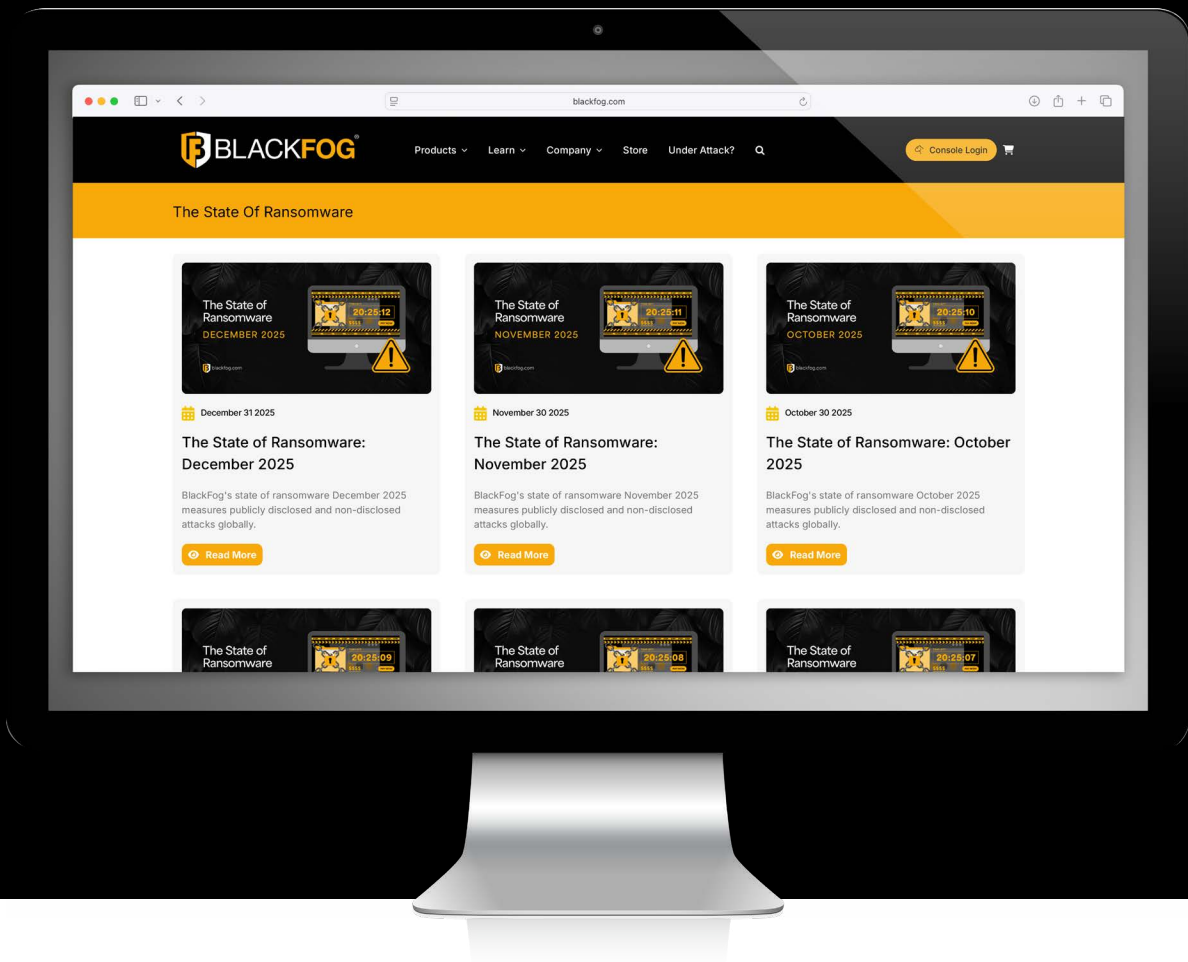 blackfog.com
BLACKFOG®
Products
Learn
Company
Store
Under Attack?
Console Login
The State Of Ransomware
The State of
Ransomware
DECEMBER 2025
20:25:12
blackfog.com
December 31 2025
The State of Ransomware:
December 2025
BlackFog's state of ransomware December 2025
measures publicly disclosed and non-disclosed
attacks globally.
Read More
The State of
Ransomware
NOVEMBER 2025
20:25:11
blackfog.com
November 30 2025
The State of Ransomware:
November 2025
BlackFog's state of ransomware November 2025
measures publicly disclosed and non-disclosed
attacks globally.
Read More
The State of
Ransomware
OCTOBER 2025
20:25:10
blackfog.com
October 30 2025
The State of Ransomware: October
2025
BlackFog's state of ransomware October 2025
measures publicly disclosed and non-disclosed
attacks globally.
Read More
The State of
Ransomware
20:25:09
The State of
Ransomware
20:25:08
The State of
Ransomware
20:25:07